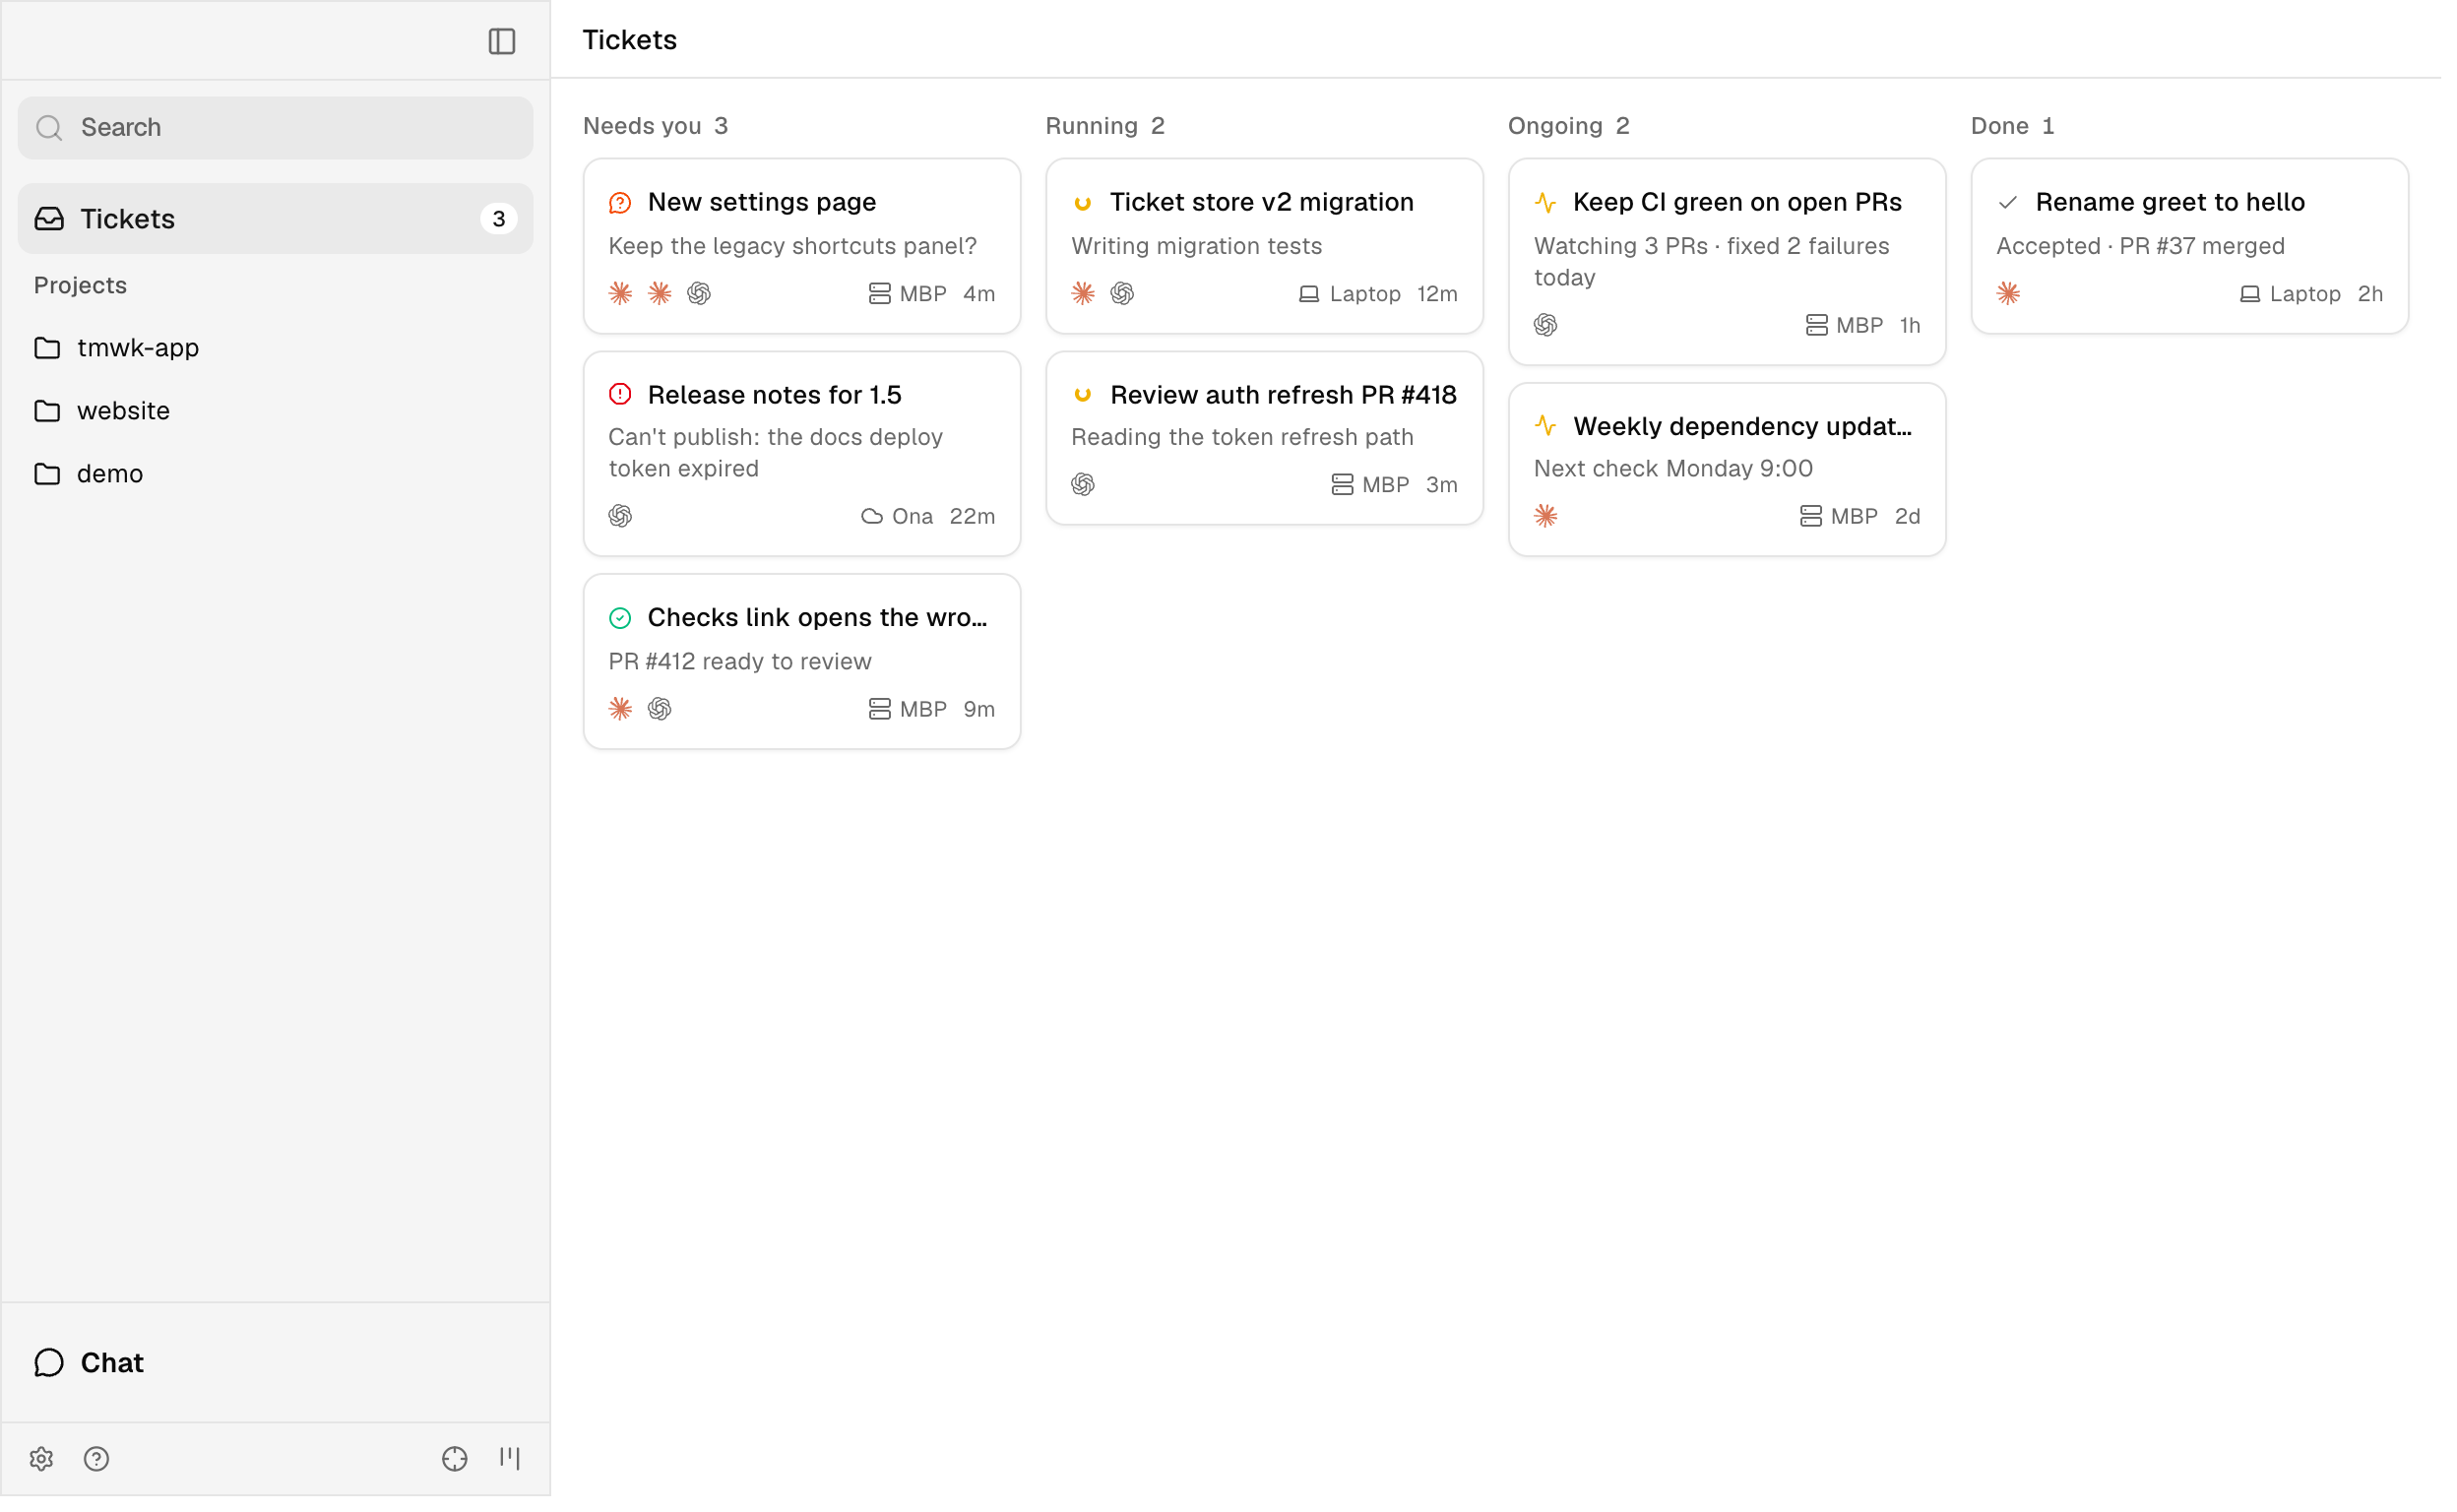 Search
Tickets 3
Projects
tmwk-app
website
demo
Chat
Tickets
Needs you 3
New settings page
Keep the legacy shortcuts panel?
MBP 4m
Release notes for 1.5
Can't publish: the docs deploy
token expired
Ona 22m
Checks link opens the wro...
PR #412 ready to review
MBP 9m
Running 2
Ticket store v2 migration
Writing migration tests
Laptop 12m
Review auth refresh PR #418
Reading the token refresh path
MBP 3m
Ongoing 2
Keep CI green on open PRs
Watching 3 PRs · fixed 2 failures
today
MBP 1h
Weekly dependency updat...
Next check Monday 9:00
MBP 2d
Done 1
Rename greet to hello
Accepted · PR #37 merged
Laptop 2h